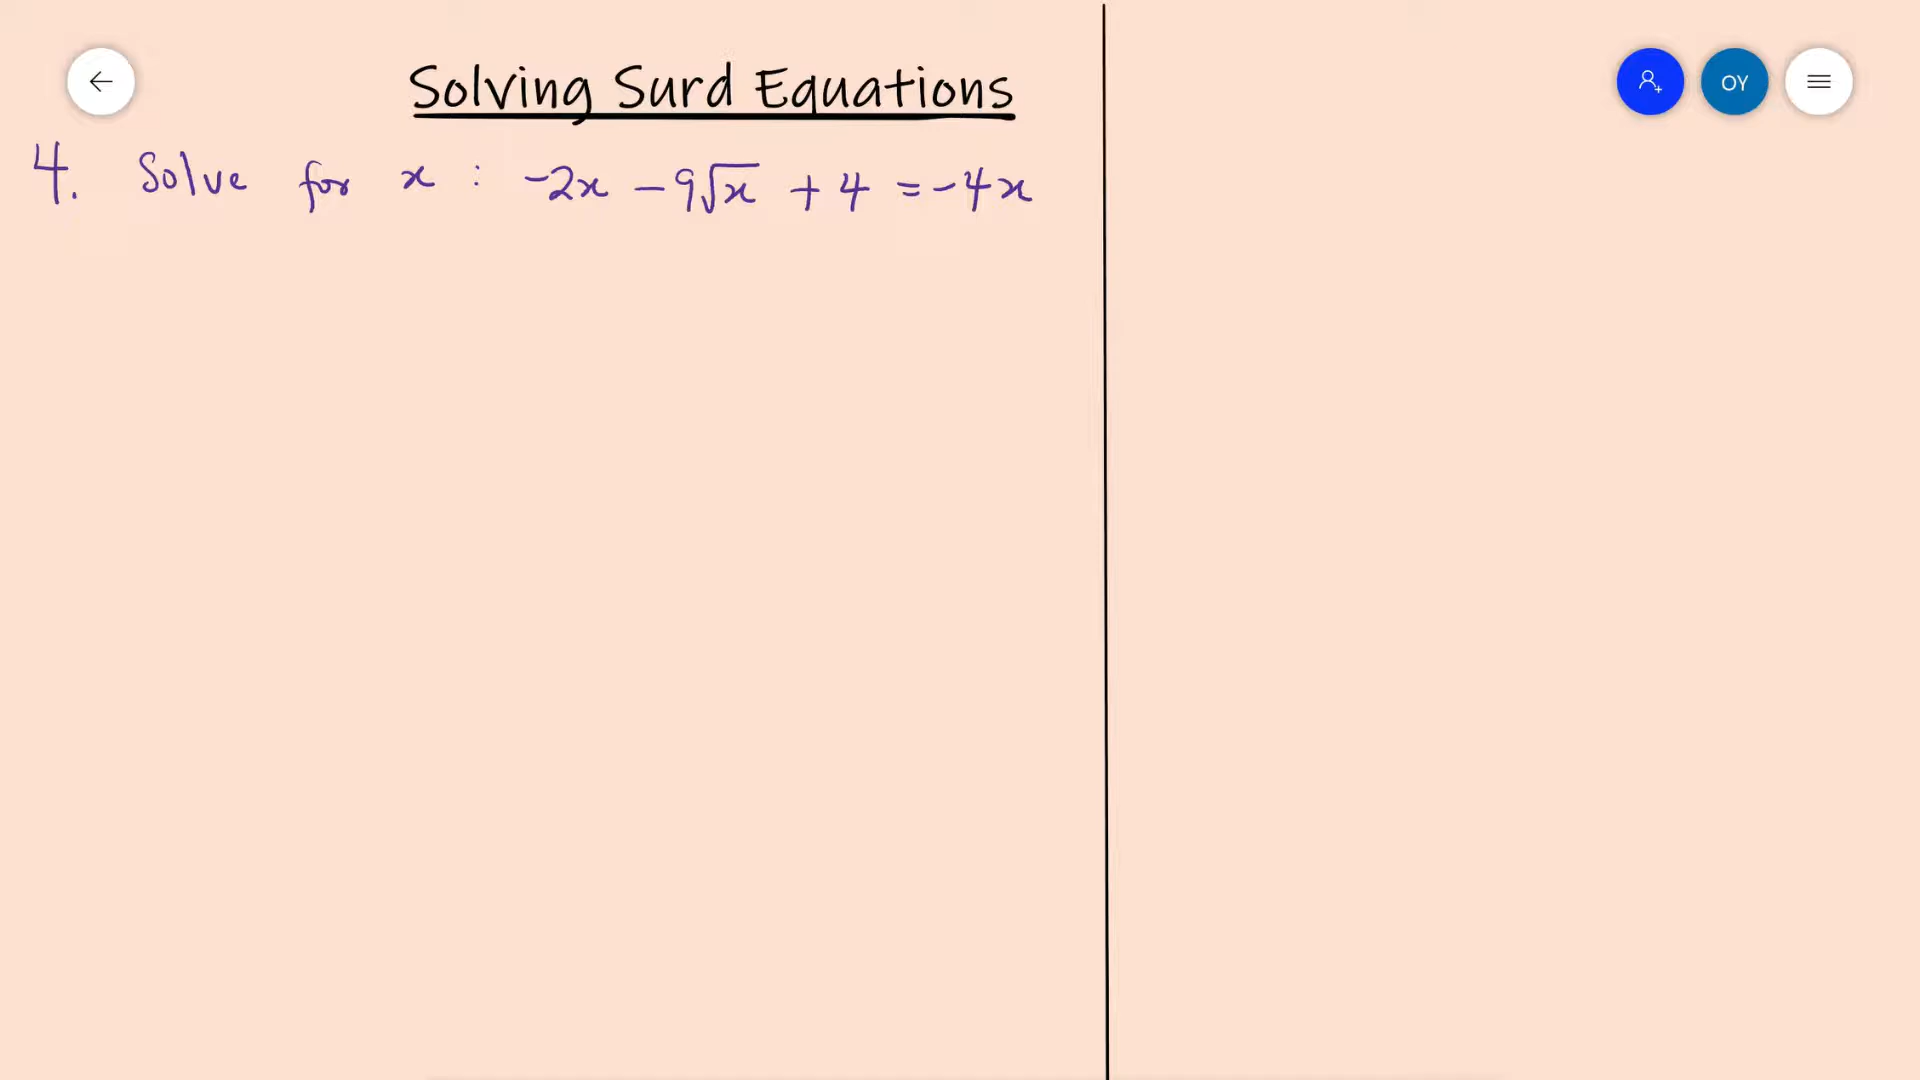 Solving Surd Equations
OY
4. Solve for x : -2x - 9√x + 4 = -4x